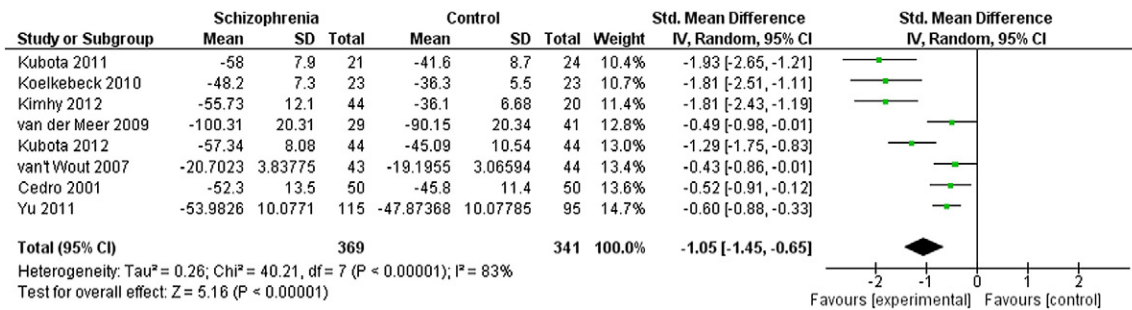 Schizophrenia Control Std. Mean Difference Std. Mean Difference
Study or Subgroup Mean SD Total Mean SD Total Weight IV, Random, 95% CI IV, Random, 95% CI
Kubota 2011 -58 7.9 21 -41.6 8.7 24 10.4% -1.93 [-2.65, -1.21]
Koelkebeck 2010 -48.2 7.3 23 -36.3 5.5 23 10.7% -1.81 [-2.51, -1.11]
Kimhy 2012 -55.73 12.1 44 -36.1 6.68 20 11.4% -1.81 [-2.43, -1.19]
van der Meer 2009 -100.31 20.31 29 -90.15 20.34 41 12.8% -0.49 [-0.98, -0.01]
Kubota 2012 -57.34 8.08 44 -45.09 10.54 44 13.0% -1.29 [-1.75, -0.83]
van't Wout 2007 -20.7023 3.83775 43 -19.1955 3.06594 44 13.4% -0.43 [-0.86, -0.01]
Cedro 2001 -52.3 13.5 50 -45.8 11.4 50 13.6% -0.52 [-0.91, -0.12]
Yu 2011 -53.9826 10.0771 115 -47.87368 10.07785 95 14.7% -0.60 [-0.88, -0.33]
Total (95% CI) 369 341 100.0% -1.05 [-1.45, -0.65]
Heterogeneity: Tau² = 0.26; Chi² = 40.21, df = 7 (P < 0.00001); I² = 83%
Test for overall effect: Z = 5.16 (P < 0.00001)
-2 -1 0 1 2
Favours [experimental] Favours [control]